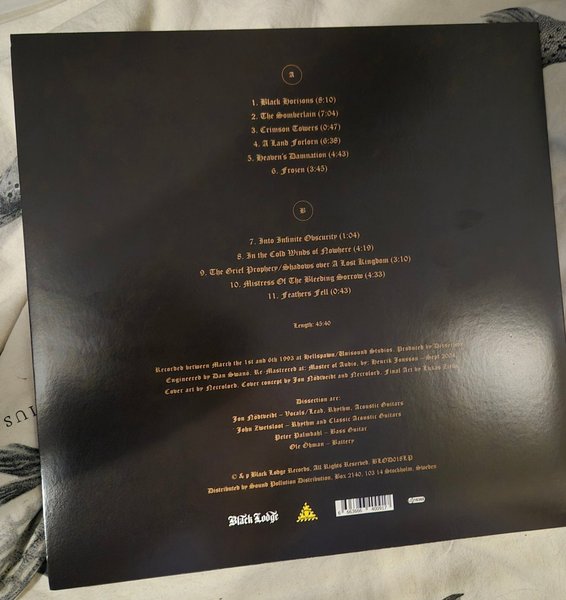 A
1. Black Horizons (8:10)
2. The Somberlain (7:04)
3. Crimson Towers (0:47)
4. A Land Forlorn (6:38)
5. Heaven's Damnation (4:43)
6. Frozen (3:45)
B
7. Into Infinite Obscurity (1:04)
8. In the Cold Winds of Nowhere (4:19)
9. The Grief Prophecy/Shadows over A Lost Kingdom (3:10)
10. Mistress Of The Bleeding Sorrow (4:33)
11. Feathers Fell (0:43)
Length: 45:40
Recorded between March the 1st and 6th 1993 at Hellspawn/Unisound Studios. Produced by Dissection
Engineered by Dan Swanö. Re-Mastered at: Master of Audio, by: Henrik Jonsson – Sept 2004.
Cover art by Necrolord. Cover concept by Jon Nödtveidt and Necrolord. Final Art by Lukas
Dissection are:
Jon Nödtveidt – Vocals/Lead, Rhythm, Acoustic Guitars
John Zwetsloot – Rhythm and Classic Acoustic Guitars
Peter Palmdahl – Bass Guitar
Ole Öhman – Battery
© & p Black Lodge Records. All Rights Reserved. BLOD015LP
Distributed by Sound Pollution Distribution, Box 2140, 103 14 Stockholm, Sweden
Black Lodge